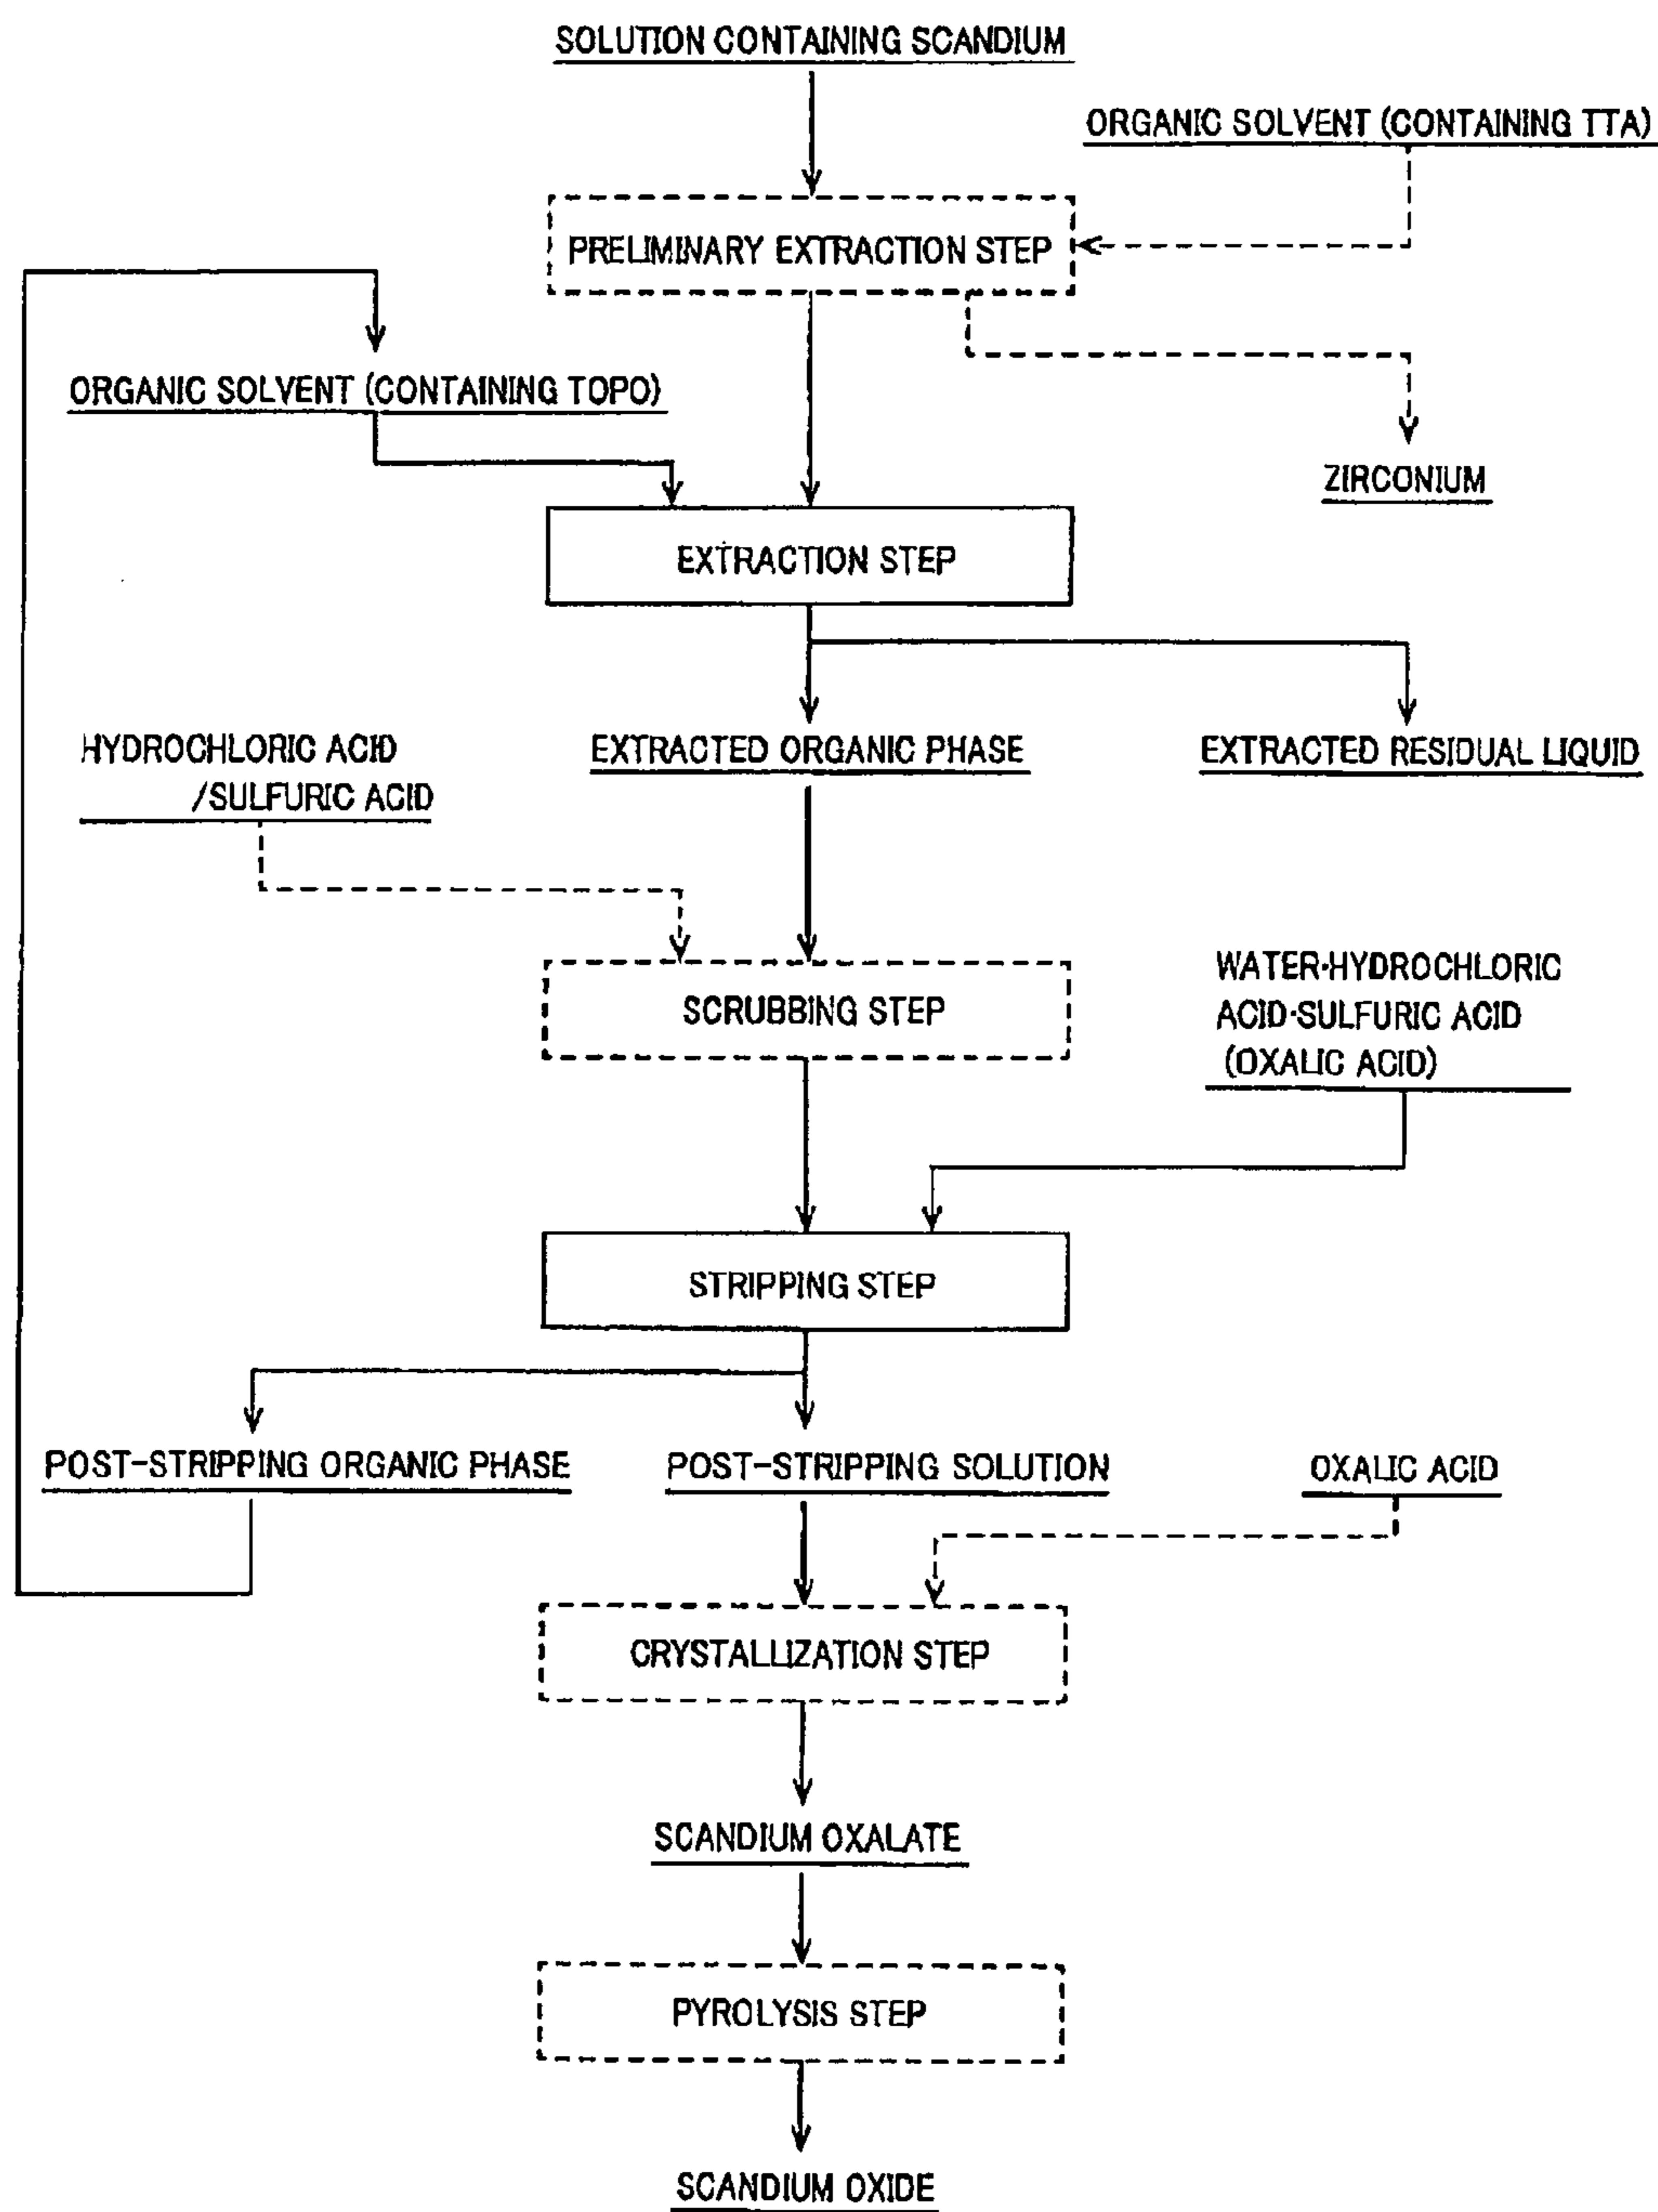 SOLUTION CONTAINING SCANDIUM
ORGANIC SOLVENT (CONTAINING TTA)
PRELIMINARY EXTRACTION STEP
ORGANIC SOLVENT (CONTAINING TOPO)
ZIRCONIUM
EXTRACTION STEP
HYDROCHLORIC ACID
/SULFURIC ACID
EXTRACTED ORGANIC PHASE
EXTRACTED RESIDUAL LIQUID
SCRUBBING STEP
WATER·HYDROCHLORIC
ACID·SULFURIC ACID
(OXALIC ACID)
STRIPPING STEP
POST-STRIPPING ORGANIC PHASE
POST-STRIPPING SOLUTION
OXALIC ACID
CRYSTALLIZATION STEP
SCANDIUM OXALATE
PYROLYSIS STEP
SCANDIUM OXIDE